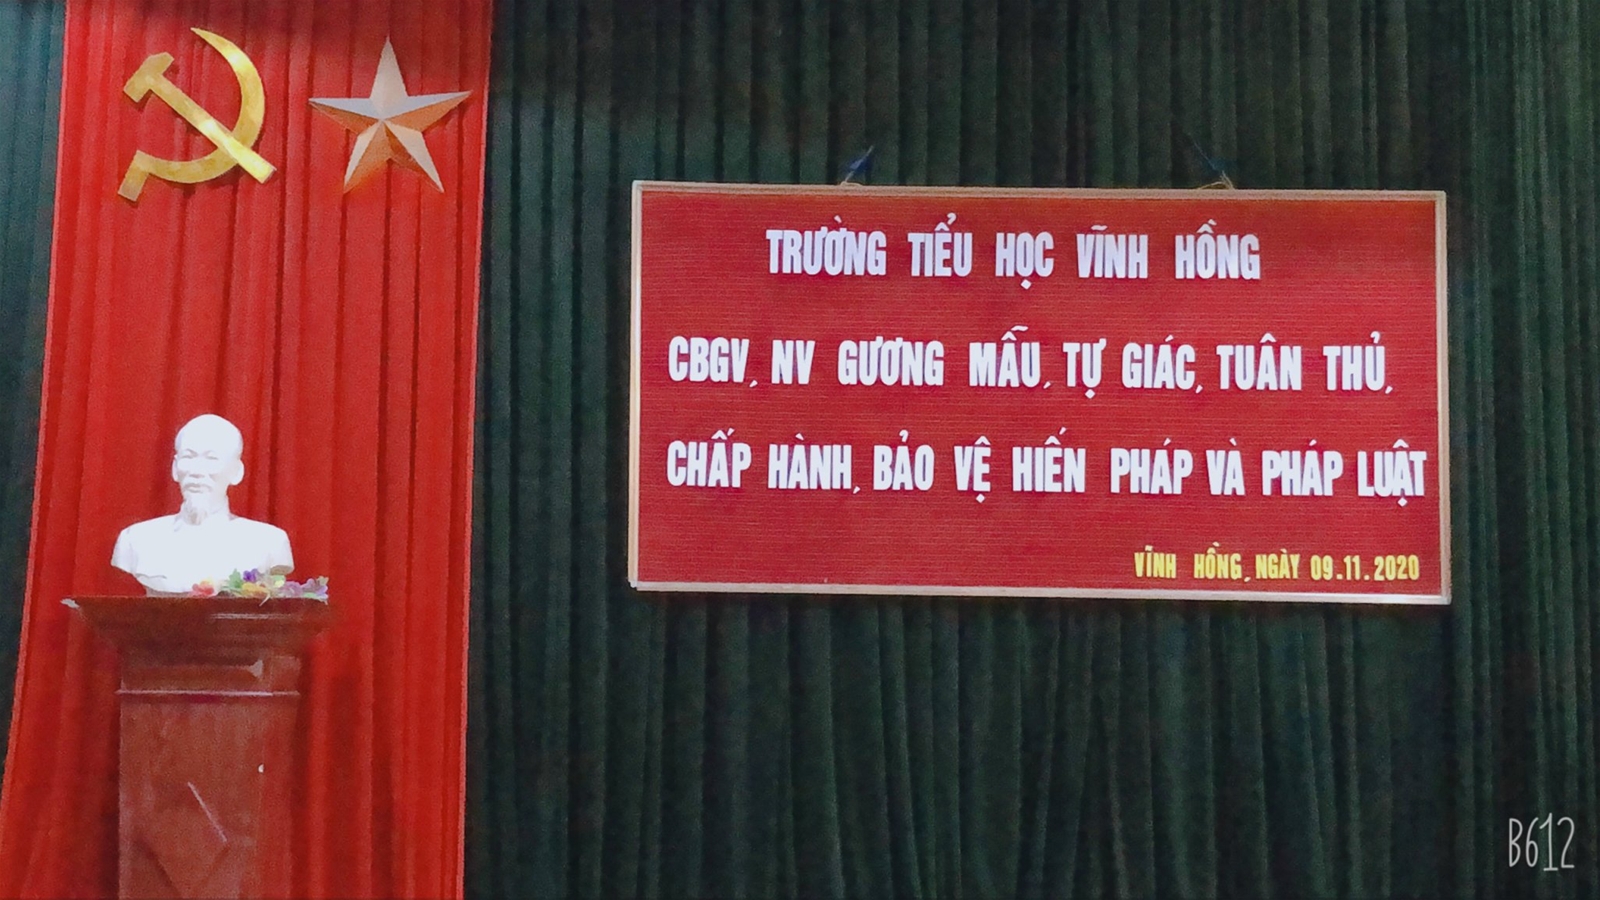 TRƯỜNG TIỂU HỌC VĨNH HỒNG
CBGV, NV GƯƠNG MẪU, TỰ GIÁC, TUÂN THỦ,
CHẤP HÀNH, BẢO VỆ HIẾN PHÁP VÀ PHÁP LUẬT
VĨNH HỒNG, NGÀY 09.11.2020
B612